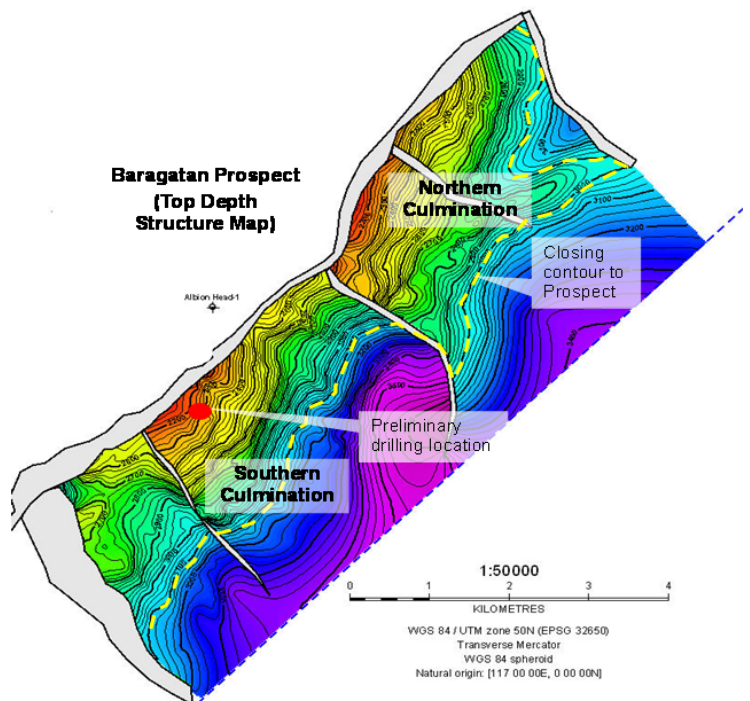 Baragatan Prospect
(Top Depth
Structure Map)
Northern
Culmination
Closing
contour to
Prospect
Albion Head-1
Preliminary
drilling location
Southern
Culmination
1:50000
0 1 2 3 4
KILOMETRES
WGS 84 / UTM zone 50N (EPSG 32650)
Transverse Mercator
WGS 84 spheroid
Natural origin: [117 00 00E, 0 00 00N]
3100
2200